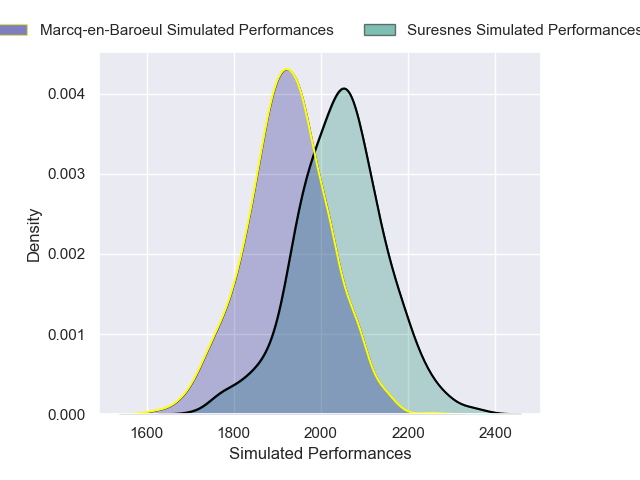 Marcq-en-Baroeul Simulated Performances
Suresnes Simulated Performances
0.004
0.003
0.002
0.001
0.000
Density
1600 1800 2000 2200 2400
Simulated Performances